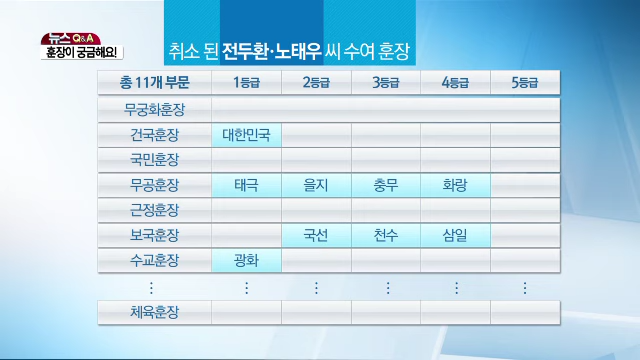 뉴스 Q&A
훈장이 궁금해요!
취소 된 전두환·노태우 씨 수여 훈장
총 11개 부문 1등급 2등급 3등급 4등급 5등급
무궁화훈장
건국훈장 대한민국
국민훈장
무공훈장 태극 을지 충무 화랑
근정훈장
보국훈장 국선 천수 삼일
수교훈장 광화
⋮ ⋮ ⋮ ⋮ ⋮ ⋮
체육훈장